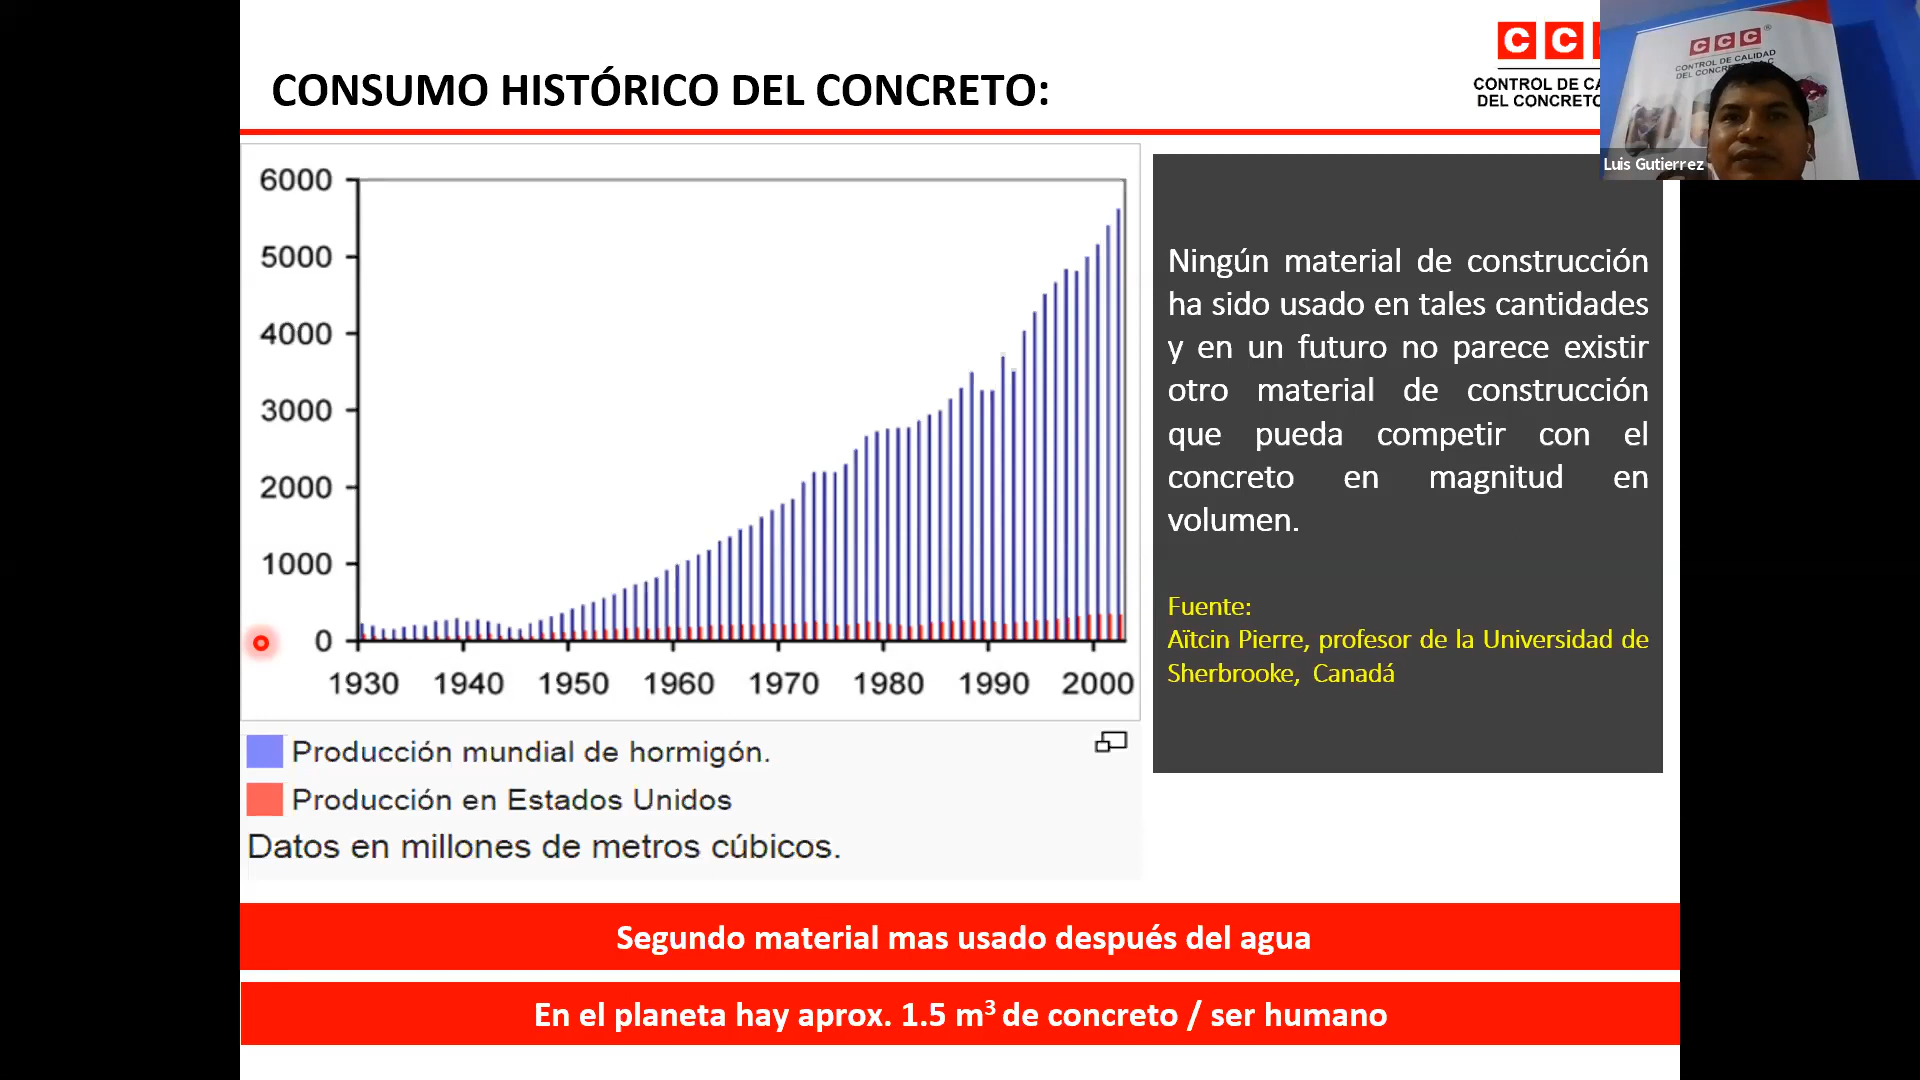 CONSUMO HISTÓRICO DEL CONCRETO:
CC
CONTROL DE CA
DEL CONCRETO
CCC®
CONTROL DE CALIDAD
DEL CONCRETO S.A.C
Luis Gutierrez
6000
5000
4000
3000
2000
1000
0
1930 1940 1950 1960 1970 1980 1990 2000
Producción mundial de hormigón.
Producción en Estados Unidos
Datos en millones de metros cúbicos.
Ningún material de construcción
ha sido usado en tales cantidades
y en un futuro no parece existir
otro material de construcción
que pueda competir con el
concreto en magnitud en
volumen.
Fuente:
Aïtcin Pierre, profesor de la Universidad de
Sherbrooke, Canadá
Segundo material mas usado después del agua
En el planeta hay aprox. 1.5 m³ de concreto / ser humano